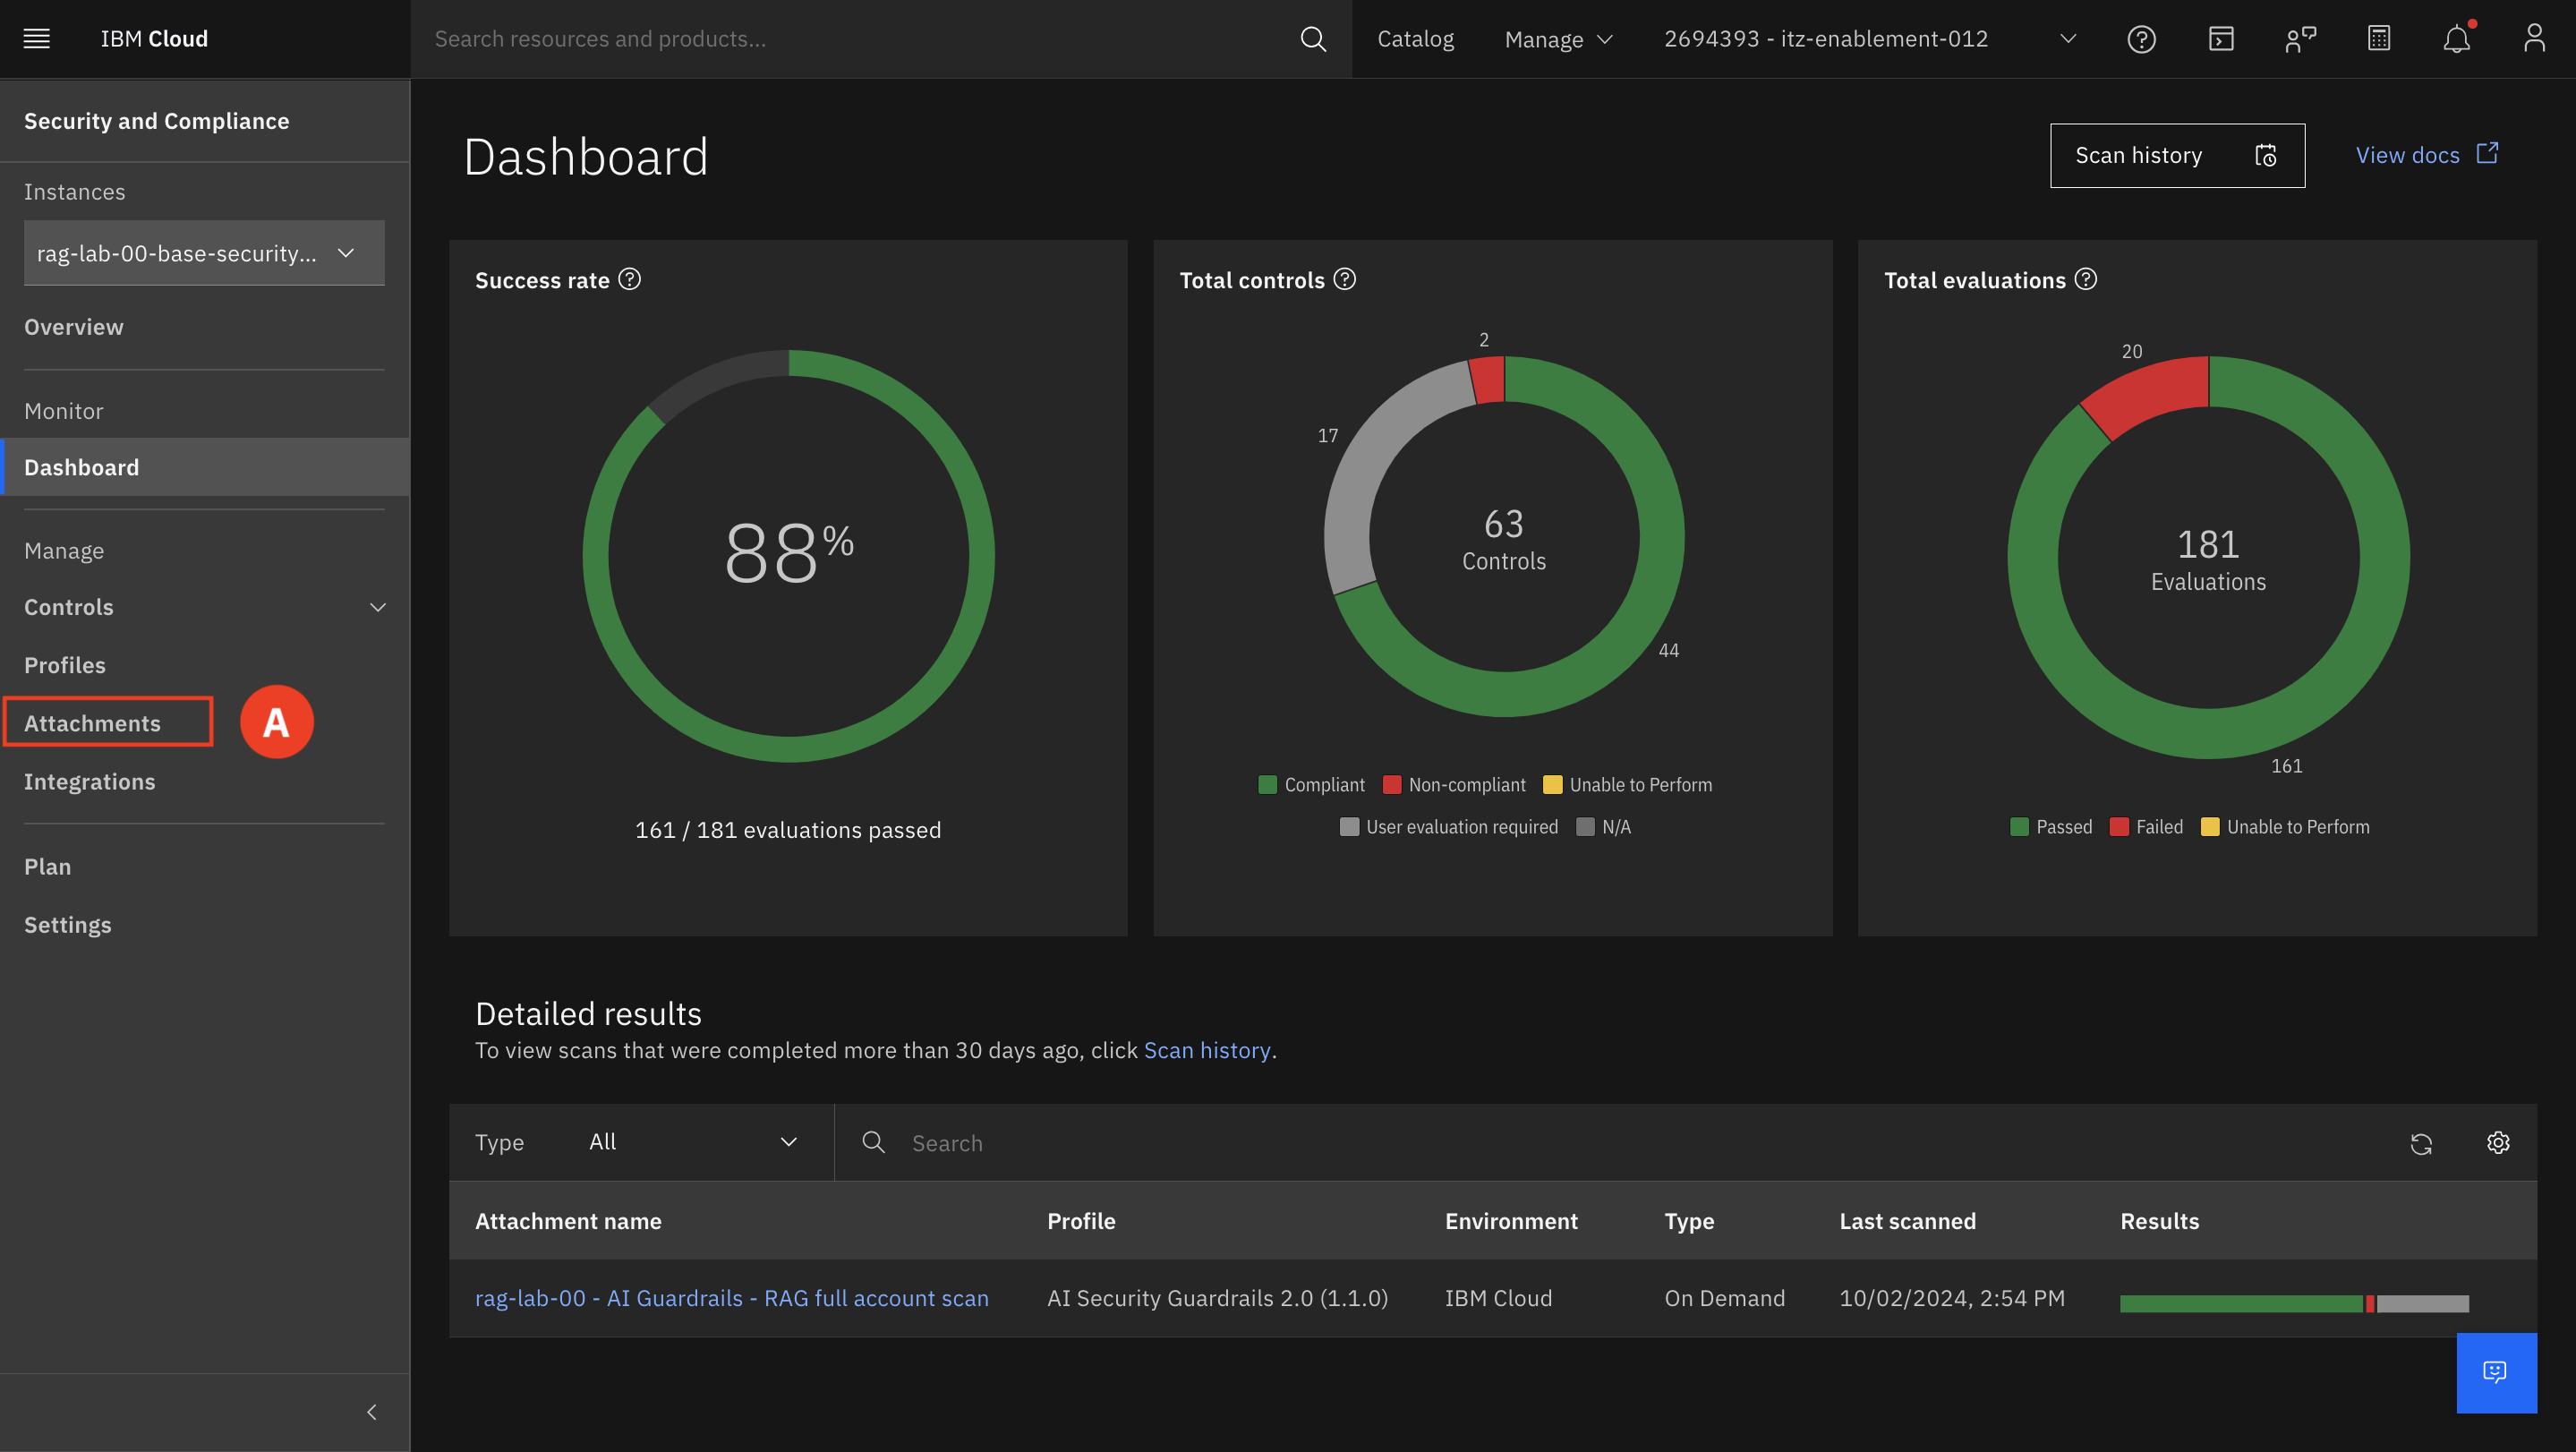 IBM Cloud
Search resources and products...
Catalog
Manage
2694393 - itz-enablement-012
Security and Compliance
Instances
rag-lab-00-base-security...
Overview
Monitor
Dashboard
Manage
Controls
Profiles
Attachments
A
Integrations
Plan
Settings
Dashboard
Scan history
View docs
Success rate
88%
161 / 181 evaluations passed
Total controls
2
17
63
Controls
44
Compliant Non-compliant Unable to Perform
User evaluation required N/A
Total evaluations
20
181
Evaluations
161
Passed Failed Unable to Perform
Detailed results
To view scans that were completed more than 30 days ago, click Scan history.
Type All Search
Attachment name Profile Environment Type Last scanned Results
rag-lab-00 - AI Guardrails - RAG full account scan AI Security Guardrails 2.0 (1.1.0) IBM Cloud On Demand 10/02/2024, 2:54 PM